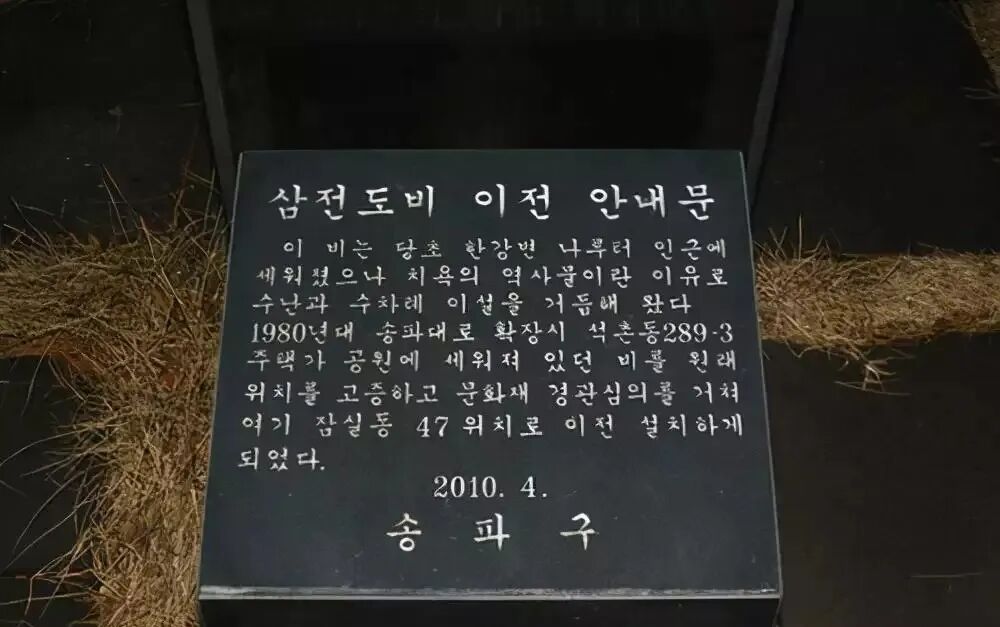 삼전도비 이전 안내문
이 비는 당초 한강변 나루터 인근에
세워졌으나 치욕의 역사물이란 이유로
수난과 수차례 이설을 거듭해 왔다
1980년대 송파대로 확장시 석촌동289-3
주택가 공원에 세워져 있던 비를 원래
위치를 고증하고 문화재 경관심의를 거쳐
여기 잠실동 47위치로 이전 설치하게
되었다.
2010. 4.
송 파 구